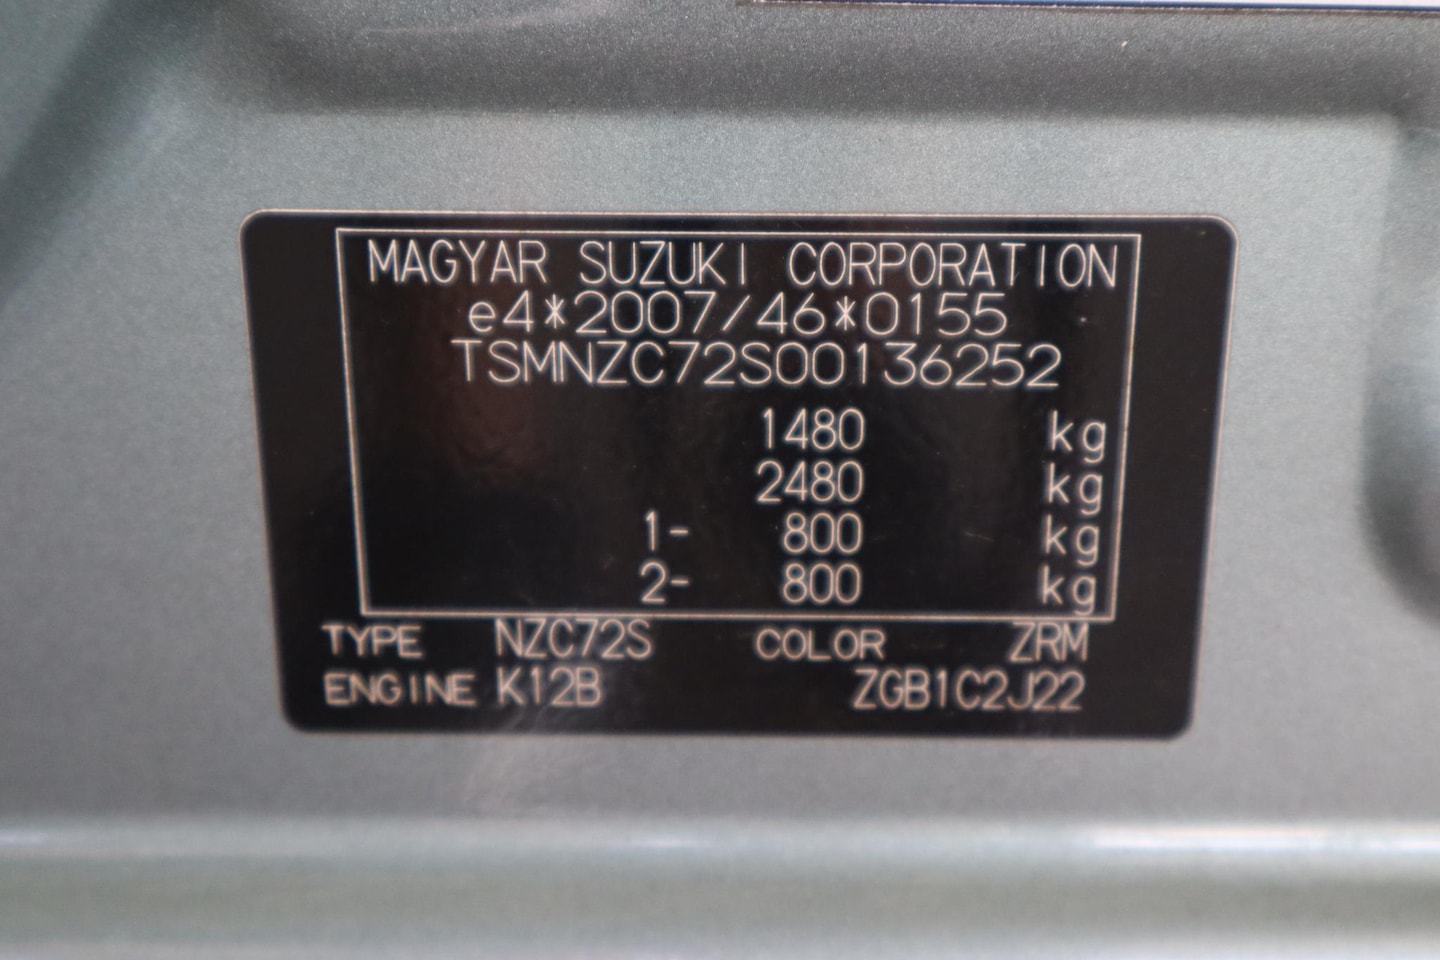 MAGYAR SUZUKI CORPORATION
e4*2007/46*0155
TSMNZC72S00136252
1480 kg
2480 kg
1- 800 kg
2- 800 kg
TYPE NZC72S COLOR ZRM
ENGINE K12B ZGB1C2J22